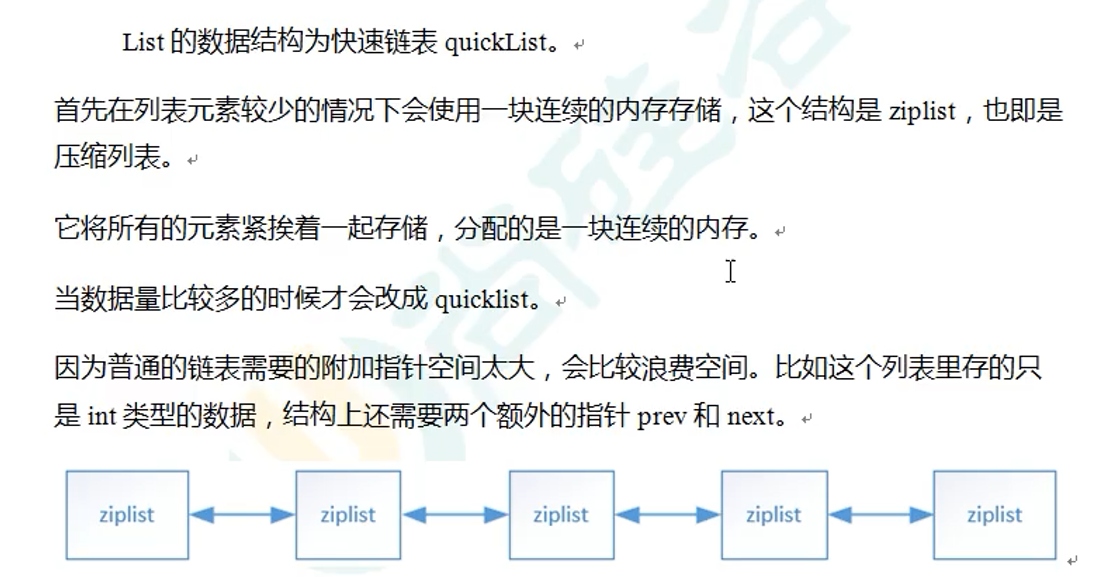 List 的数据结构为快速链表 quickList。
首先在列表元素较少的情况下会使用一块连续的内存存储，这个结构是 ziplist，也即是
压缩列表。
它将所有的元素紧挨着一起存储，分配的是一块连续的内存。
当数据量比较多的时候才会改成 quicklist。
因为普通的链表需要的附加指针空间太大，会比较浪费空间。比如这个列表里存的只
是 int 类型的数据，结构上还需要两个额外的指针 prev 和 next。
ziplist ziplist ziplist ziplist ziplist